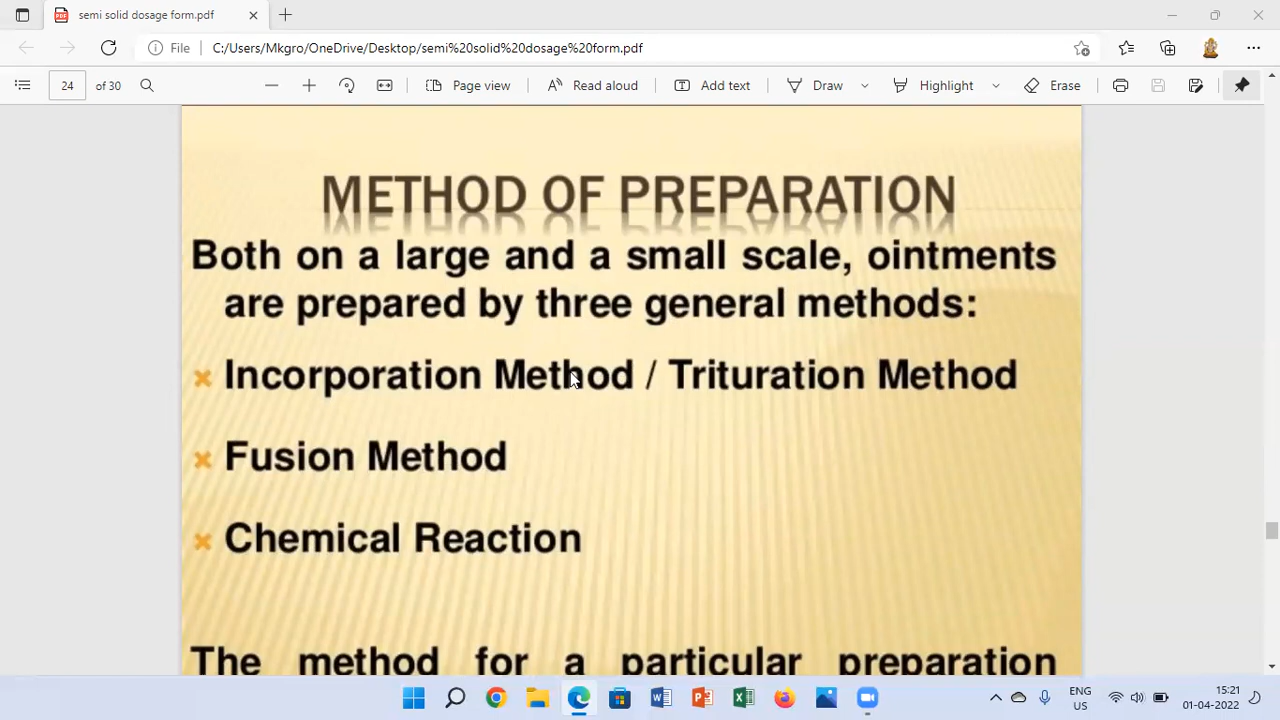 semi solid dosage form.pdf
File C:/Users/Mkgro/OneDrive/Desktop/semi%20solid%20dosage%20form.pdf
24 of 30 Page view Read aloud Add text Draw Highlight Erase
METHOD OF PREPARATION
Both on a large and a small scale, ointments
are prepared by three general methods:
Incorporation Method / Trituration Method
Fusion Method
Chemical Reaction
The method for a particular preparation
ENG 13:21
US 01-04-2022